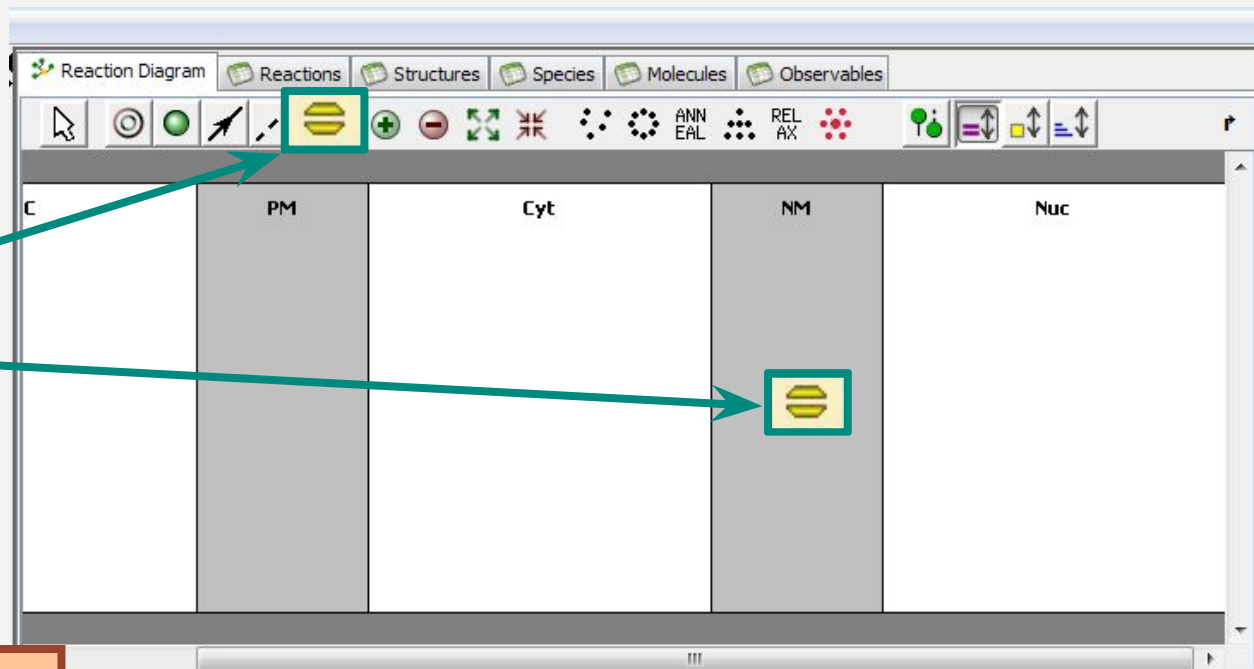 Reaction Diagram Reactions Structures Species Molecules Observables
ANN EAL REL AX
C PM Cyt NM Nuc